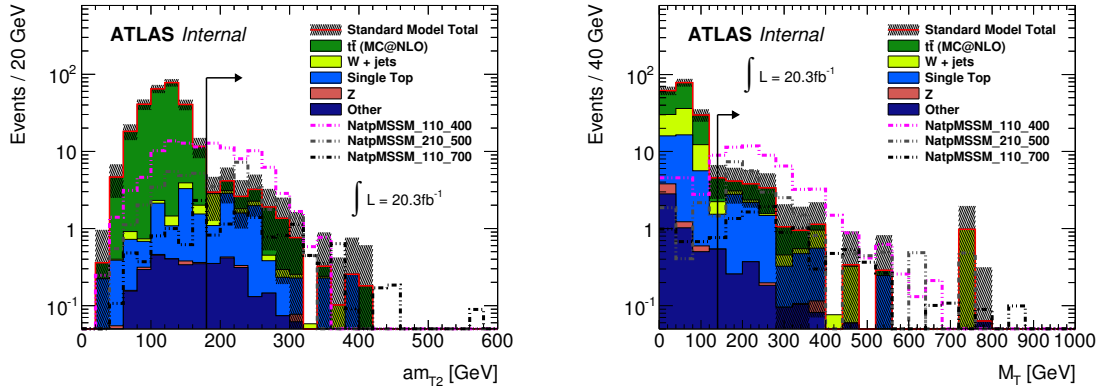 Events / 20 GeV
ATLAS Internal
Standard Model Total
tt̄ (MC@NLO)
W + jets
Single Top
Z
Other
NatpMSSM_110_400
NatpMSSM_210_500
NatpMSSM_110_700
∫ L = 20.3fb⁻¹
10²
10
1
10⁻¹
0 100 200 300 400 500 600
am_T2 [GeV]
Events / 40 GeV
ATLAS Internal
∫ L = 20.3fb⁻¹
Standard Model Total
tt̄ (MC@NLO)
W + jets
Single Top
Z
Other
NatpMSSM_110_400
NatpMSSM_210_500
NatpMSSM_110_700
10²
10
1
10⁻¹
0 100 200 300 400 500 600 700 800 900 1000
M_T [GeV]